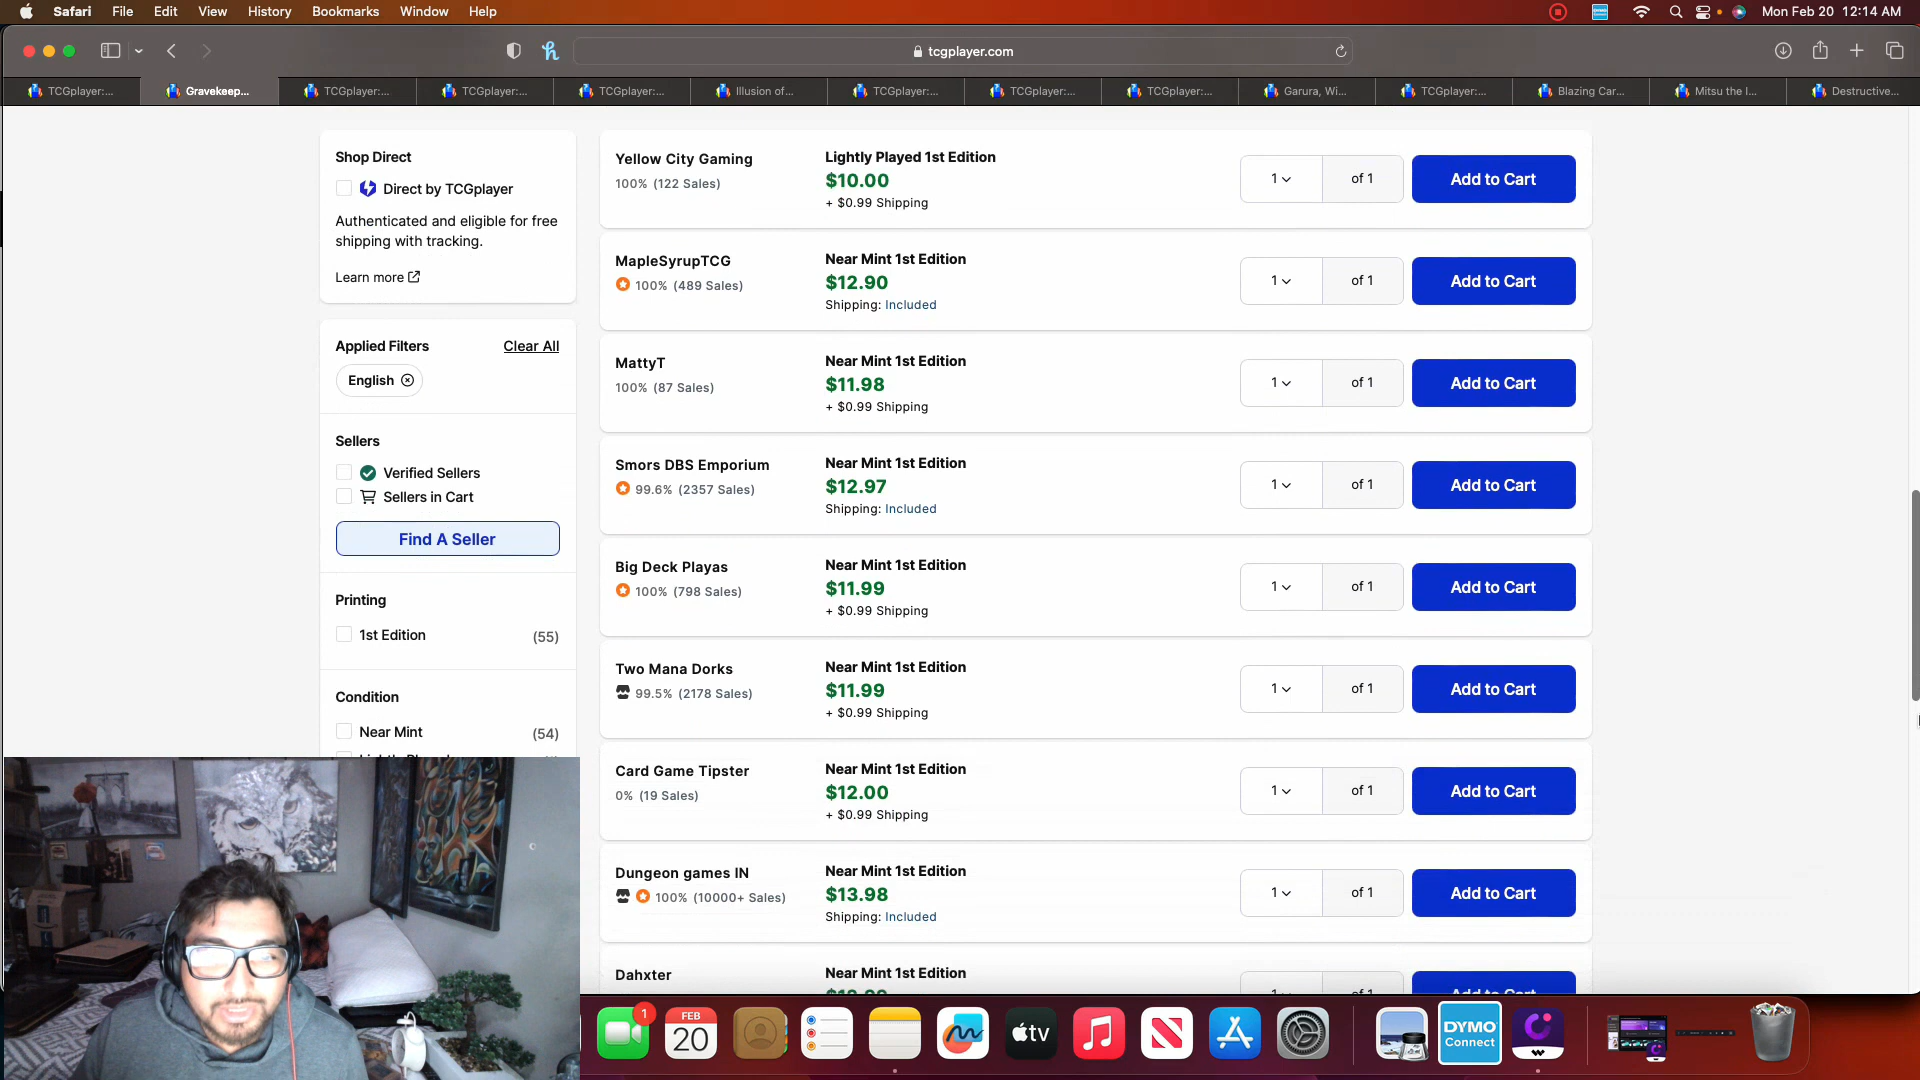 Safari File Edit View History Bookmarks Window Help
Mon Feb 20 12:14 AM
tcgplayer.com
TCGplayer:...
Gravekeep...
TCGplayer:...
TCGplayer:...
TCGplayer:...
Illusion of...
TCGplayer:...
TCGplayer:...
TCGplayer:...
Garura, Wi...
TCGplayer:...
Blazing Car...
Mitsu the I...
Destructive...
Shop Direct
Direct by TCGplayer
Authenticated and eligible for free
shipping with tracking.
Learn more
Applied Filters Clear All
English
Sellers
Verified Sellers
Sellers in Cart
Find A Seller
Printing
1st Edition (55)
Condition
Near Mint (54)
Yellow City Gaming
100% (122 Sales)
Lightly Played 1st Edition
$10.00
+ $0.99 Shipping
1 of 1 Add to Cart
MapleSyrupTCG
100% (489 Sales)
Near Mint 1st Edition
$12.90
Shipping: Included
1 of 1 Add to Cart
MattyT
100% (87 Sales)
Near Mint 1st Edition
$11.98
+ $0.99 Shipping
1 of 1 Add to Cart
Smors DBS Emporium
99.6% (2357 Sales)
Near Mint 1st Edition
$12.97
Shipping: Included
1 of 1 Add to Cart
Big Deck Playas
100% (798 Sales)
Near Mint 1st Edition
$11.99
+ $0.99 Shipping
1 of 1 Add to Cart
Two Mana Dorks
99.5% (2178 Sales)
Near Mint 1st Edition
$11.99
+ $0.99 Shipping
1 of 1 Add to Cart
Card Game Tipster
0% (19 Sales)
Near Mint 1st Edition
$12.00
+ $0.99 Shipping
1 of 1 Add to Cart
Dungeon games IN
100% (10000+ Sales)
Near Mint 1st Edition
$13.98
Shipping: Included
1 of 1 Add to Cart
Dahxter
Near Mint 1st Edition
Add to Cart
1
FEB
20
tv
DYMO
Connect